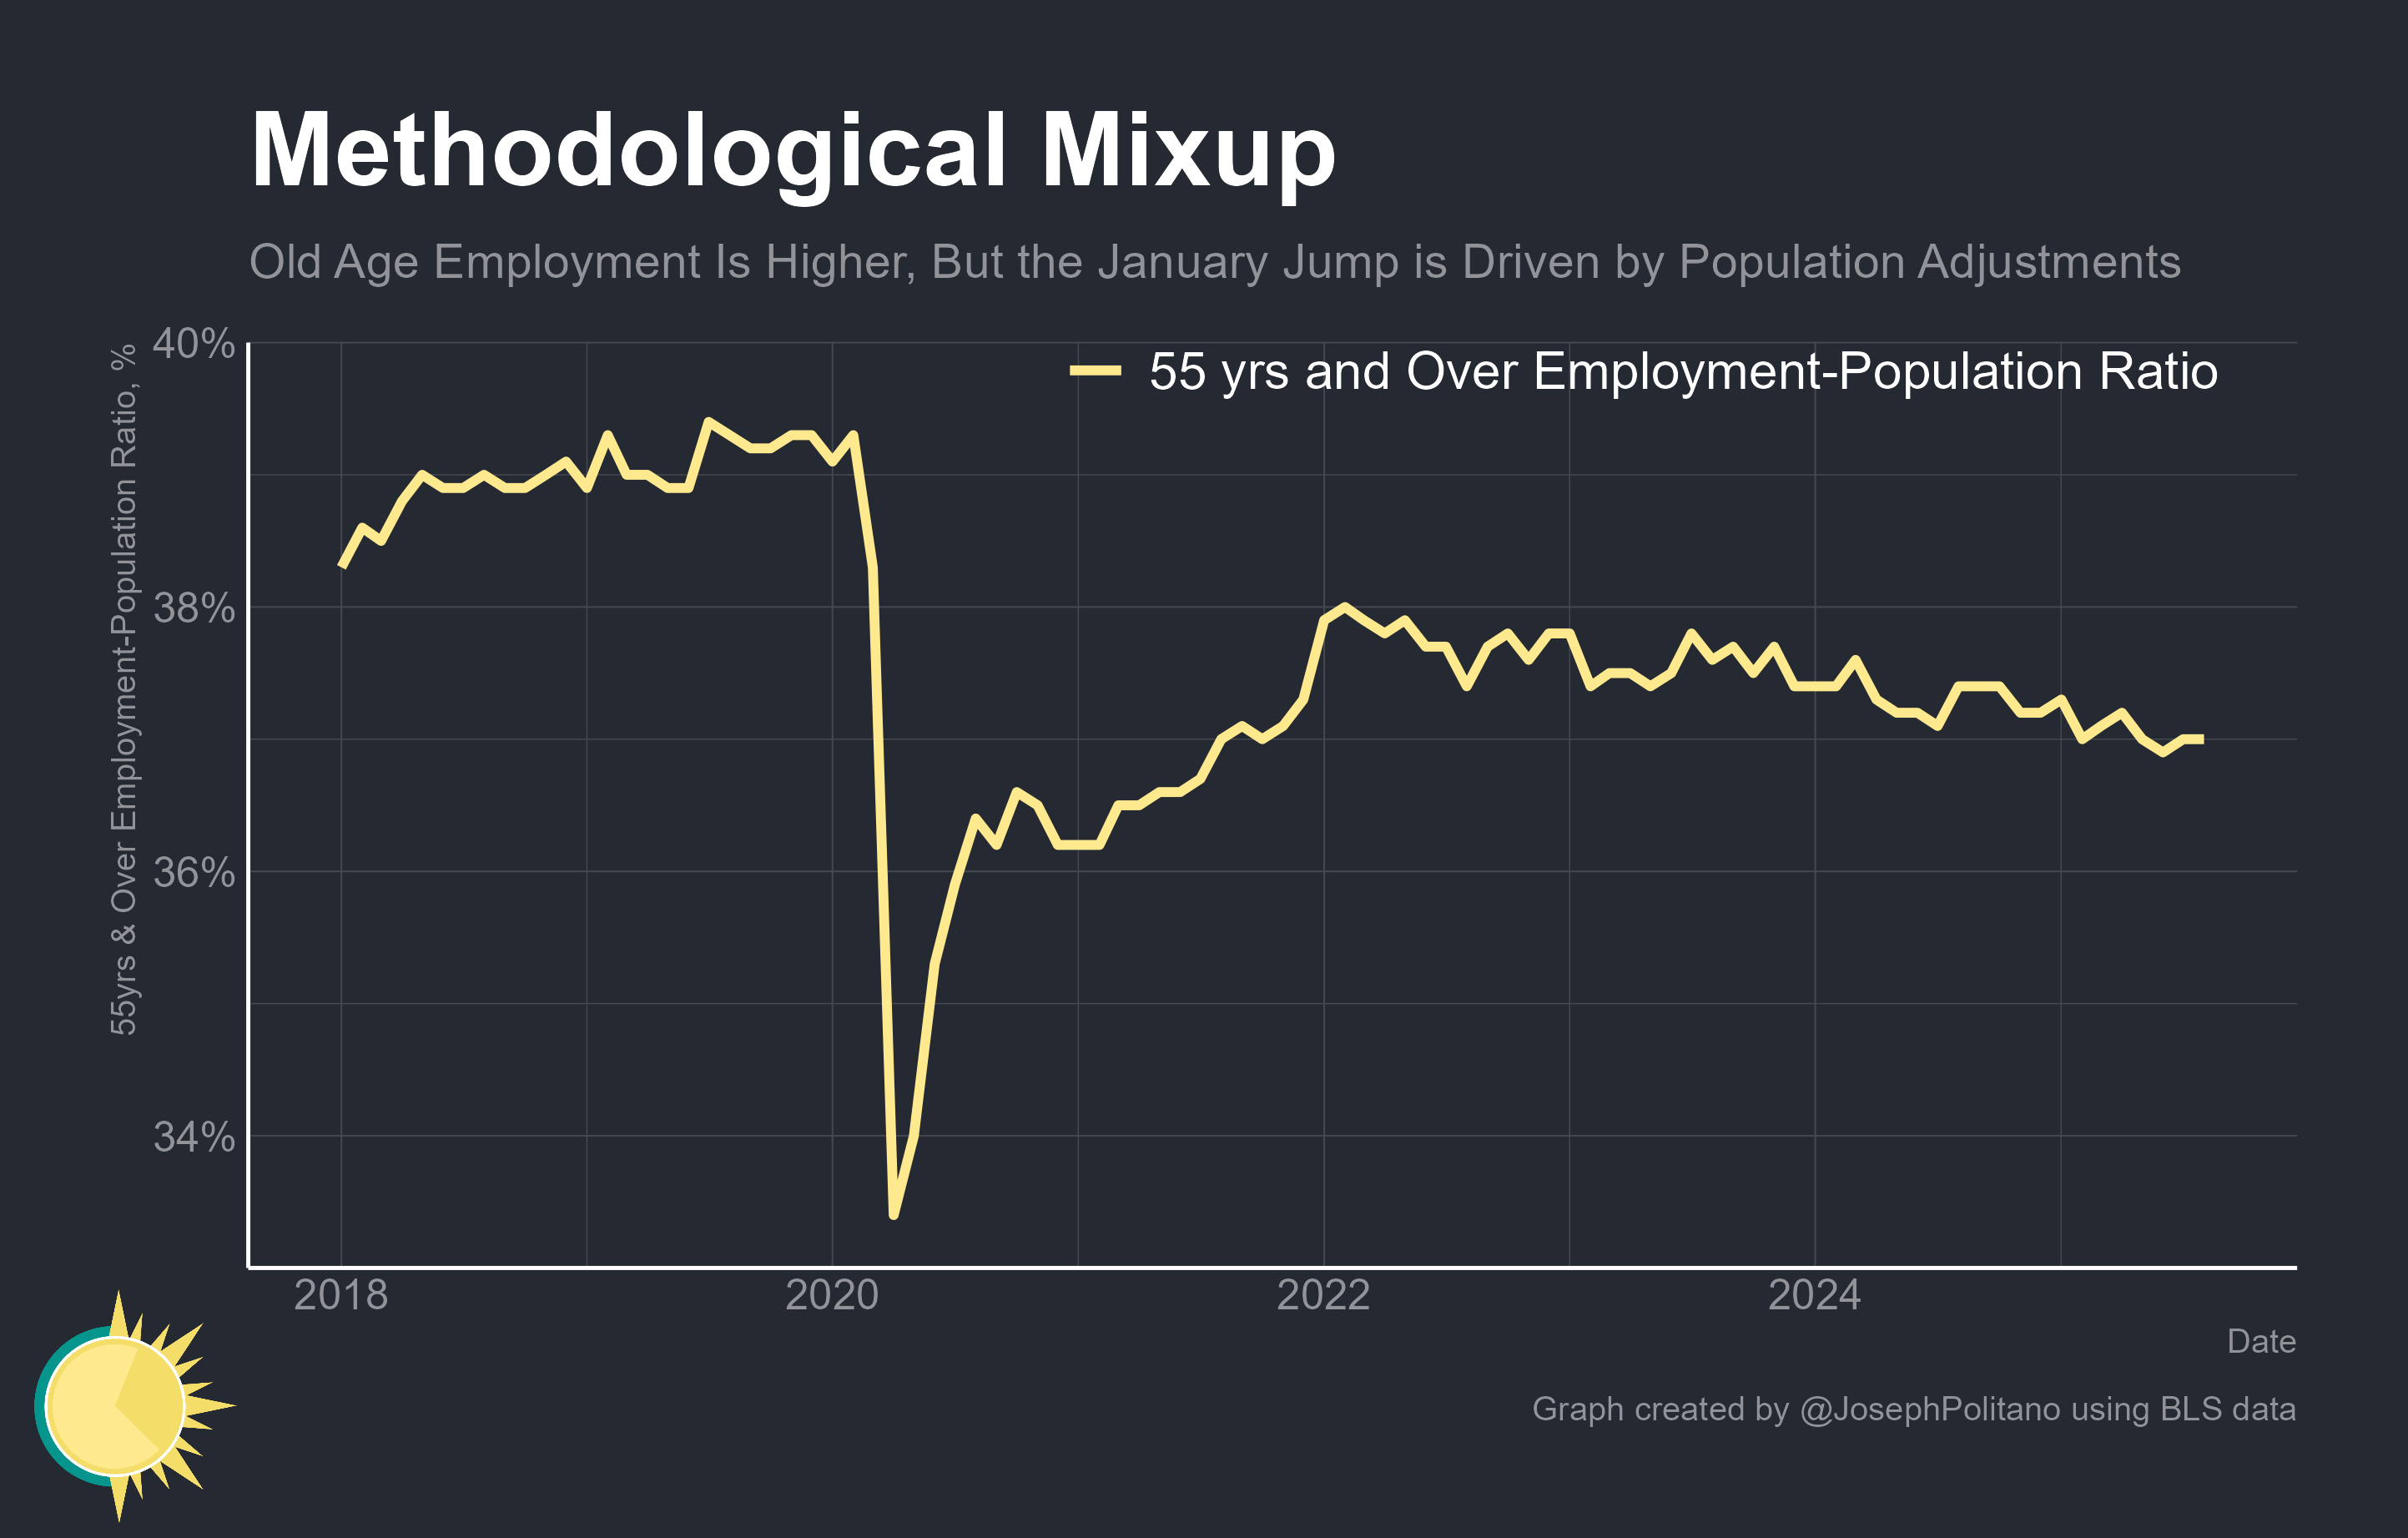 Methodological Mixup
Old Age Employment Is Higher, But the January Jump is Driven by Population Adjustments
55 yrs and Over Employment-Population Ratio
55yrs & Over Employment-Population Ratio, %
40%
38%
36%
34%
2018
2020
2022
2024
Date
Graph created by @JosephPolitano using BLS data